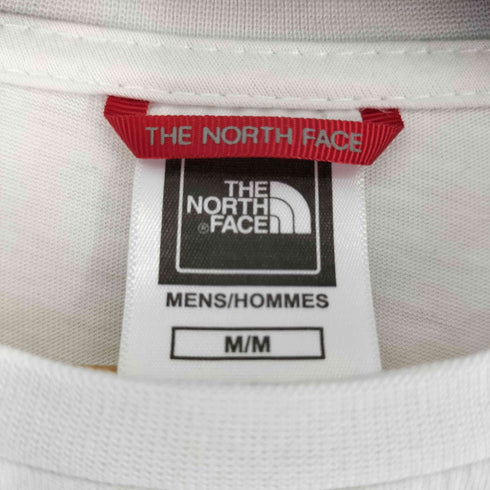 THE NORTH FACE
THE
NORTH
®FACE
MENS/HOMMES
M/M